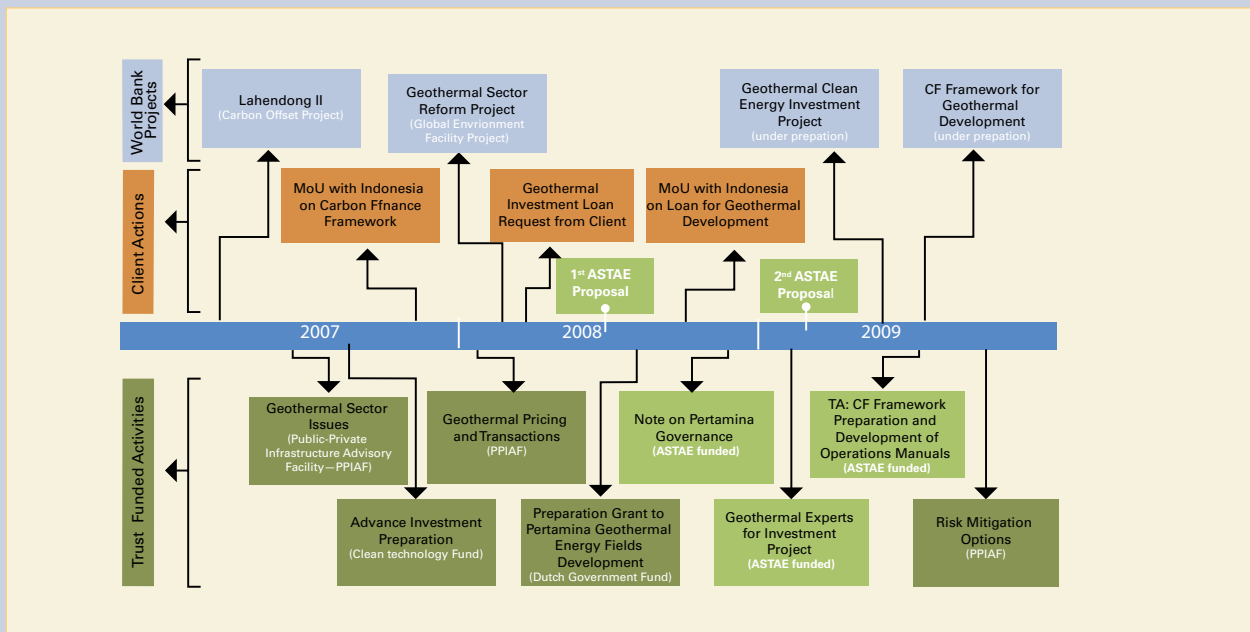 World Bank
Projects
Lahendong II
(Carbon Offset Project)
Geothermal Sector
Reform Project
(Global Envrionment
Facility Project)
Geothermal Clean
Energy Investment
Project
(under prepation)
CF Framework for
Geothermal
Development
(under prepation)
Client Actions
MoU with Indonesia
on Carbon Ffnance
Framework
Geothermal
Investment Loan
Request from Client
MoU with Indonesia
on Loan for Geothermal
Development
1st ASTAE
Proposal
2nd ASTAE
Proposal
2007
2008
2009
Trust Funded Activities
Geothermal Sector
Issues
(Public-Private
Infrastructure Advisory
Facility—PPIAF)
Geothermal Pricing
and Transactions
(PPIAF)
Note on Pertamina
Governance
(ASTAE funded)
TA: CF Framework
Preparation and
Development of
Operations Manuals
(ASTAE funded)
Advance Investment
Preparation
(Clean technology Fund)
Preparation Grant to
Pertamina Geothermal
Energy Fields
Development
(Dutch Government Fund)
Geothermal Experts
for Investment
Project
(ASTAE funded)
Risk Mitigation
Options
(PPIAF)